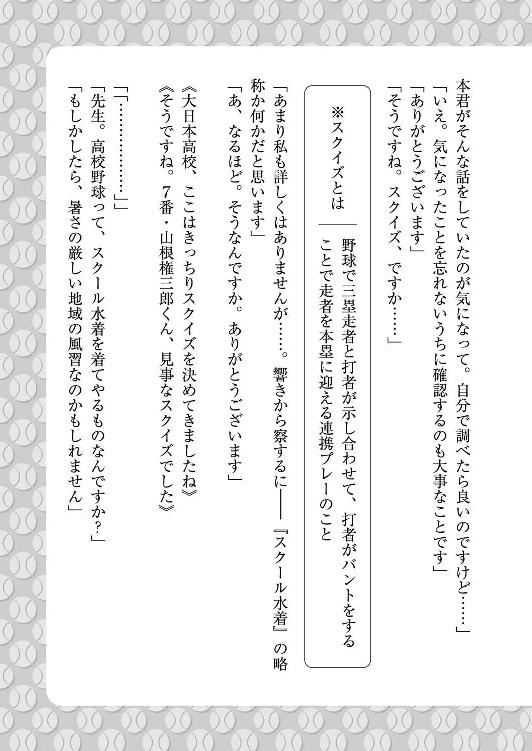 本君がそんな話をしていたのが気になって。自分で調べたら良いのですけど……」
「いえ。気になったことを忘れないうちに確認するのも大事なことです」
「ありがとうございます」
「そうですね。スクイズ、ですか……」
※スクイズとは――野球で三塁走者と打者が示し合わせて、打者がバントをする
ことで走者を本塁に迎える連携プレーのこと
「あまり私も詳しくはありませんが……。響きから察するに――『スクール水着』の略
称か何かだと思います」
「あ、なるほど。そうなんですか。ありがとうございます」
《大日本高校、ここはきっちりスクイズを決めてきましたね》
《そうですね。７番・山根権三郎くん、見事なスクイズでした》
「「………………」」
「先生。高校野球って、スクール水着を着てやるものなんですか？」
「もしかしたら、暑さの厳しい地域の風習なのかもしれません」